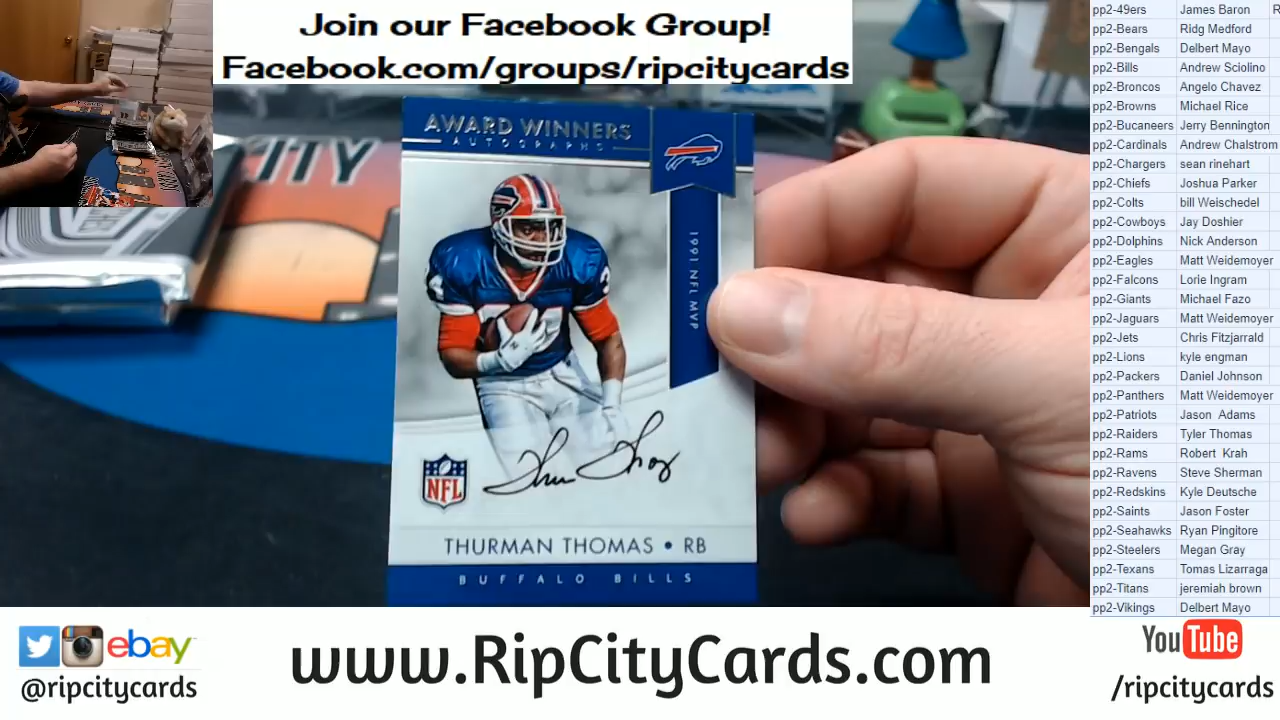 Join our Facebook Group!
Facebook.com/groups/ripcitycards
CITY
AWARD WINNERS
AUTOGRAPHS
1991 NFL MVP
NFL
THURMAN THOMAS • RB
BUFFALO BILLS
pp2-49ers James Baron R
pp2-Bears Ridg Medford
pp2-Bengals Delbert Mayo
pp2-Bills Andrew Sciolino
pp2-Broncos Angelo Chavez
pp2-Browns Michael Rice
pp2-Bucaneers Jerry Bennington
pp2-Cardinals Andrew Chalstrom
pp2-Chargers sean rinehart
pp2-Chiefs Joshua Parker
pp2-Colts bill Weischedel
pp2-Cowboys Jay Doshier
pp2-Dolphins Nick Anderson
pp2-Eagles Matt Weidemoyer
pp2-Falcons Lorie Ingram
pp2-Giants Michael Fazo
pp2-Jaguars Matt Weidemoyer
pp2-Jets Chris Fitzjarrald
pp2-Lions kyle engman
pp2-Packers Daniel Johnson
pp2-Panthers Matt Weidemoyer
pp2-Patriots Jason Adams
pp2-Raiders Tyler Thomas
pp2-Rams Robert Krah
pp2-Ravens Steve Sherman
pp2-Redskins Kyle Deutsche
pp2-Saints Jason Foster
pp2-Seahawks Ryan Pingitore
pp2-Steelers Megan Gray
pp2-Texans Tomas Lizarraga
pp2-Titans jeremiah brown
pp2-Vikings Delbert Mayo
ebay
@ripcitycards
www.RipCityCards.com
YouTube
/ripcitycards